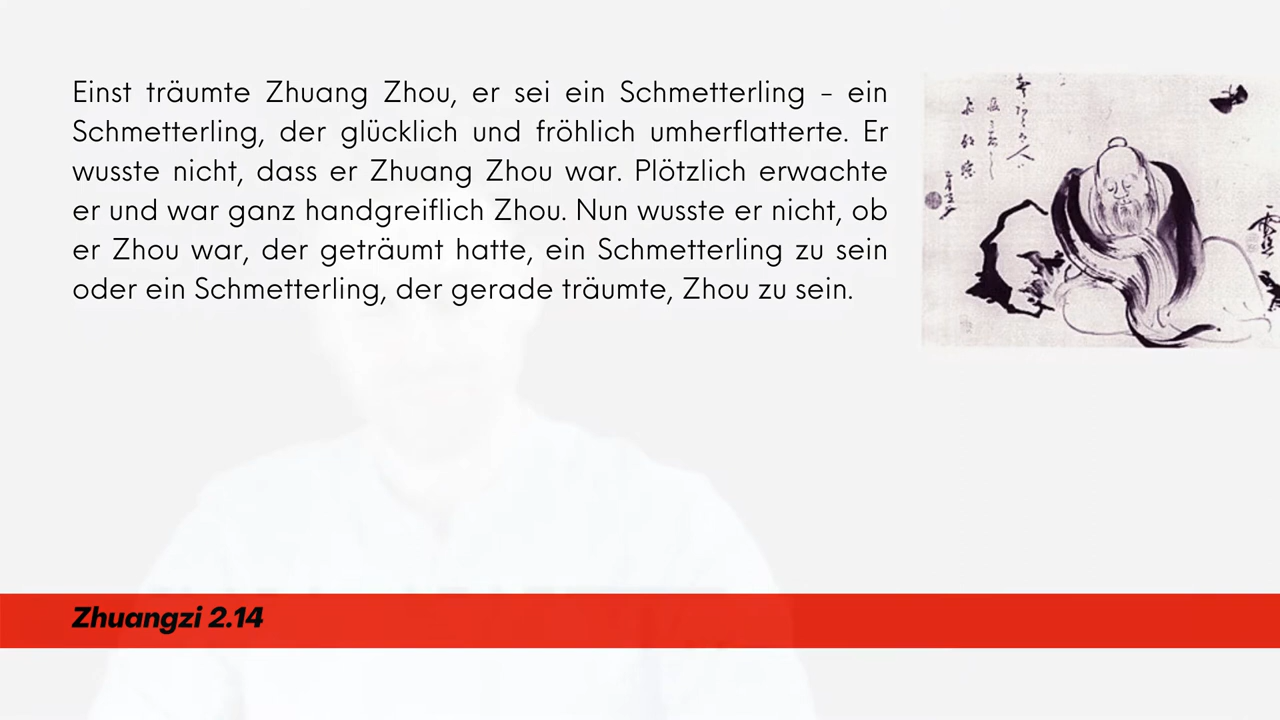 Einst träumte Zhuang Zhou, er sei ein Schmetterling – ein
Schmetterling, der glücklich und fröhlich umherflatterte. Er
wusste nicht, dass er Zhuang Zhou war. Plötzlich erwachte
er und war ganz handgreiflich Zhou. Nun wusste er nicht, ob
er Zhou war, der geträumt hatte, ein Schmetterling zu sein
oder ein Schmetterling, der gerade träumte, Zhou zu sein.
Zhuangzi 2.14